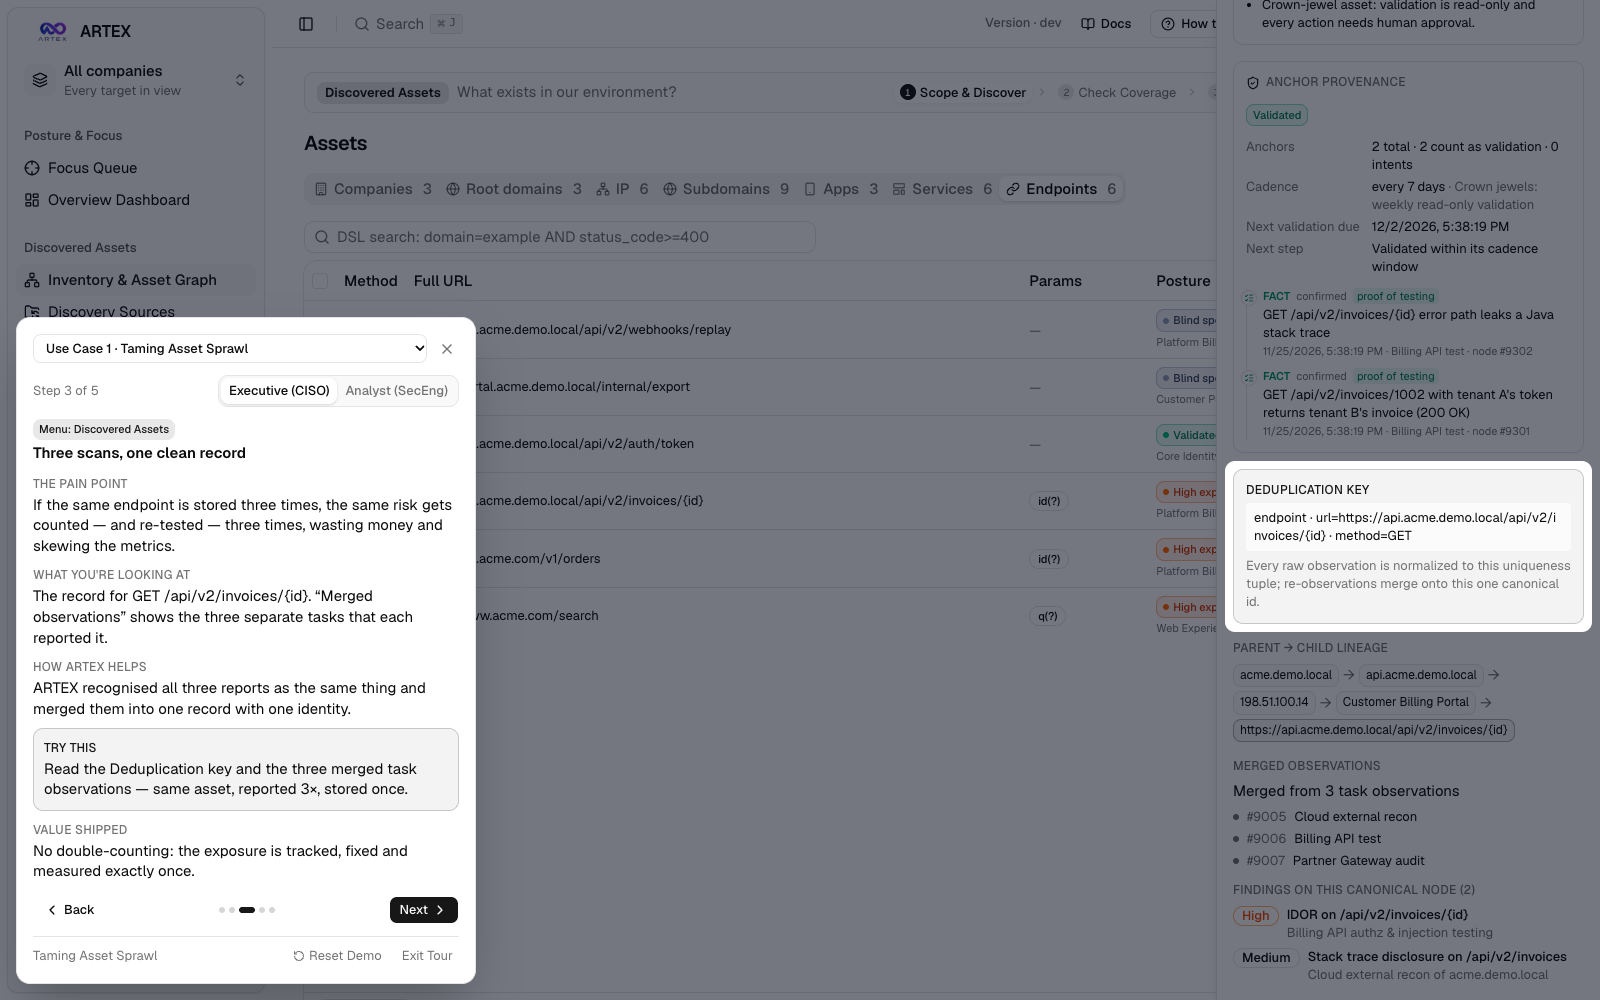 ARTEX
ARTEX
All companies
Every target in view
Posture & Focus
Focus Queue
Overview Dashboard
Discovered Assets
Inventory & Asset Graph
Discovery Sources
Search ⌘ J
Version · dev
Docs
How t
Discovered Assets What exists in our environment?
1 Scope & Discover
2 Check Coverage
Assets
Companies 3
Root domains 3
IP 6
Subdomains 9
Apps 3
Services 6
Endpoints 6
DSL search: domain=example AND status_code>=400
Method Full URL Params Posture
.acme.demo.local/api/v2/webhooks/replay — Blind sp
Platform Bil
rtal.acme.demo.local/internal/export — Blind sp
Customer P
.acme.demo.local/api/v2/auth/token — Validate
Core Identit
.acme.demo.local/api/v2/invoices/{id} id(?) High exp
Platform Bil
.acme.com/v1/orders id(?) High exp
Platform Bil
ww.acme.com/search q(?) High exp
Web Experie
Use Case 1 · Taming Asset Sprawl
Step 3 of 5
Executive (CISO) Analyst (SecEng)
Menu: Discovered Assets
Three scans, one clean record
THE PAIN POINT
If the same endpoint is stored three times, the same risk gets
counted — and re-tested — three times, wasting money and
skewing the metrics.
WHAT YOU'RE LOOKING AT
The record for GET /api/v2/invoices/{id}. “Merged
observations” shows the three separate tasks that each
reported it.
HOW ARTEX HELPS
ARTEX recognised all three reports as the same thing and
merged them into one record with one identity.
TRY THIS
Read the Deduplication key and the three merged task
observations — same asset, reported 3×, stored once.
VALUE SHIPPED
No double-counting: the exposure is tracked, fixed and
measured exactly once.
Back
Next
Taming Asset Sprawl
Reset Demo
Exit Tour
• Crown-jewel asset: validation is read-only and
every action needs human approval.
ANCHOR PROVENANCE
Validated
Anchors 2 total · 2 count as validation · 0
intents
Cadence every 7 days · Crown jewels:
weekly read-only validation
Next validation due 12/2/2026, 5:38:19 PM
Next step Validated within its cadence
window
FACT confirmed proof of testing
GET /api/v2/invoices/{id} error path leaks a Java
stack trace
11/25/2026, 5:38:19 PM · Billing API test · node #9302
FACT confirmed proof of testing
GET /api/v2/invoices/1002 with tenant A's token
returns tenant B's invoice (200 OK)
11/25/2026, 5:38:19 PM · Billing API test · node #9301
DEDUPLICATION KEY
endpoint · url=https://api.acme.demo.local/api/v2/i
nvoices/{id} · method=GET
Every raw observation is normalized to this uniqueness
tuple; re-observations merge onto this one canonical
id.
PARENT → CHILD LINEAGE
acme.demo.local → api.acme.demo.local →
198.51.100.14 → Customer Billing Portal →
https://api.acme.demo.local/api/v2/invoices/{id}
MERGED OBSERVATIONS
Merged from 3 task observations
• #9005 Cloud external recon
• #9006 Billing API test
• #9007 Partner Gateway audit
FINDINGS ON THIS CANONICAL NODE (2)
High IDOR on /api/v2/invoices/{id}
Billing API authz & injection testing
Medium Stack trace disclosure on /api/v2/invoices
Cloud external recon of acme.demo.local